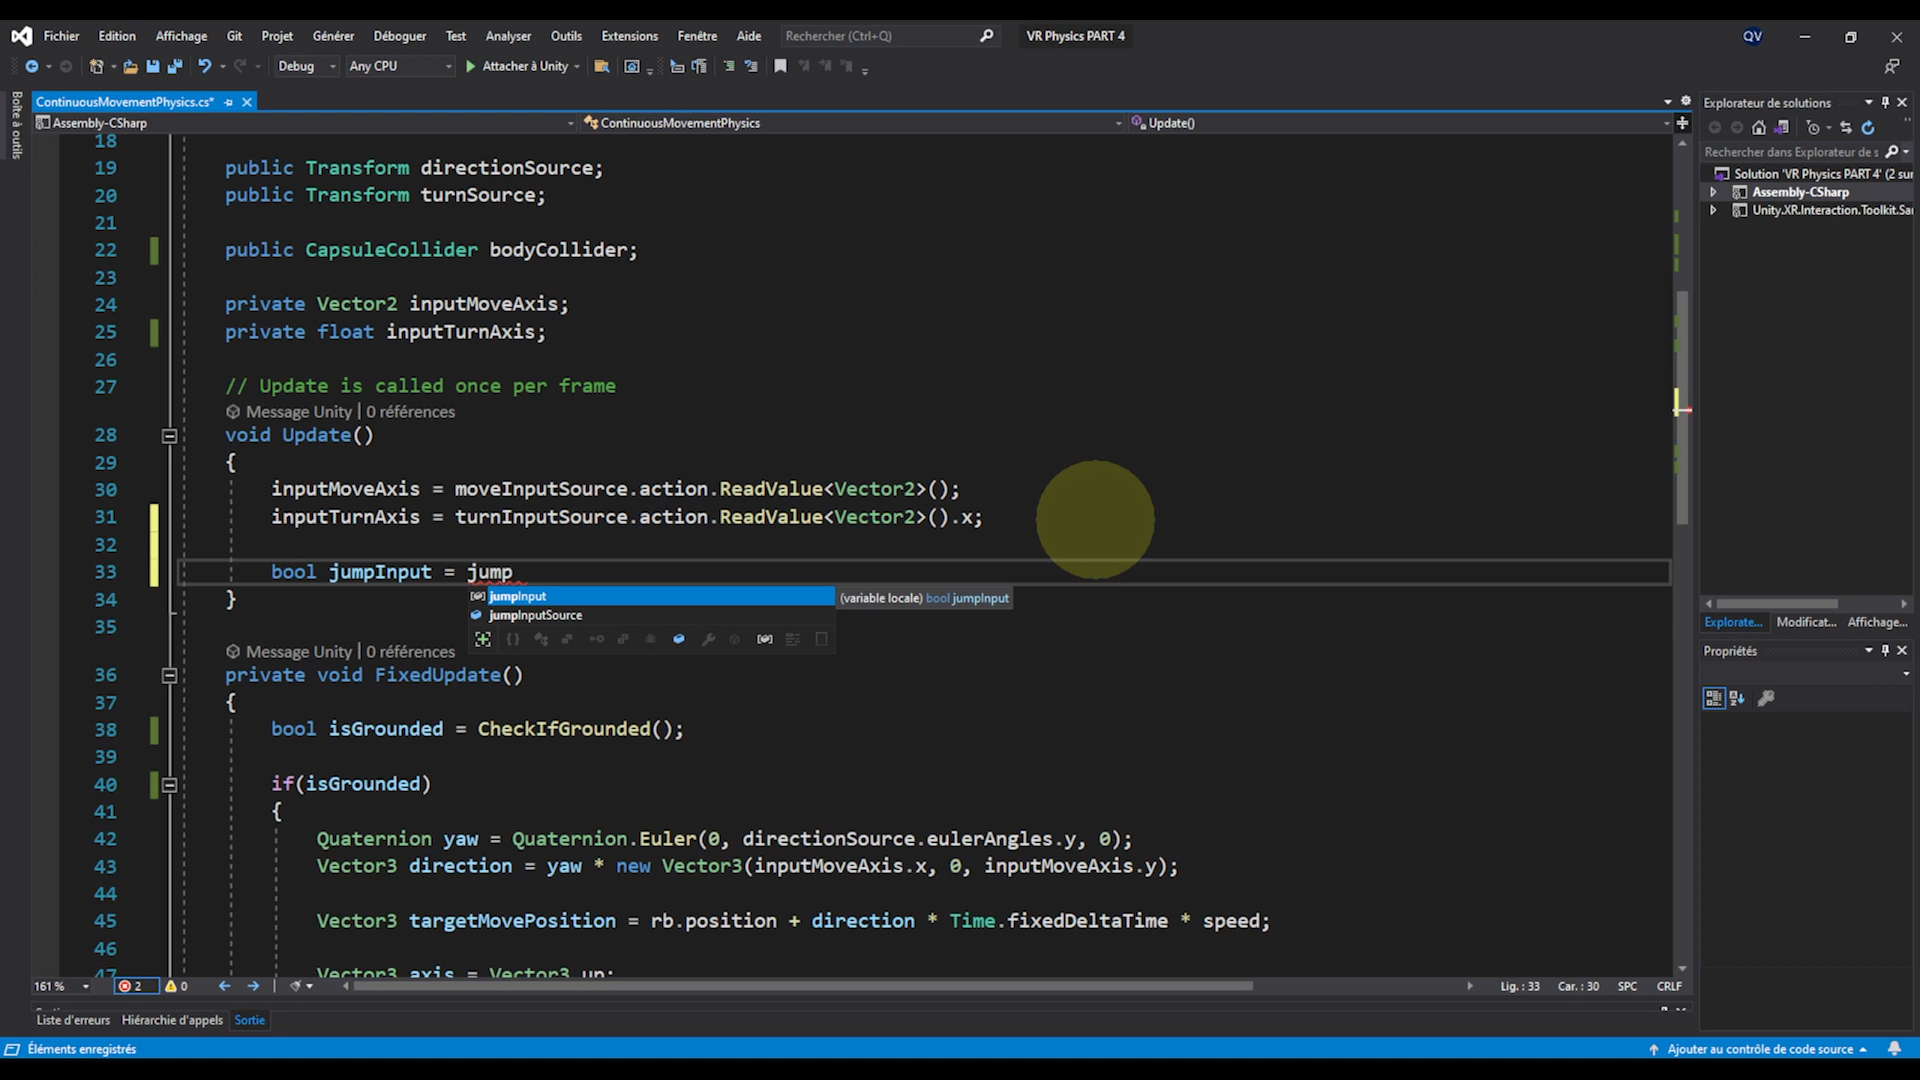 Fichier Edition Affichage Git Projet Générer Déboguer Test Analyser Outils Extensions Fenêtre Aide Rechercher (Ctrl+Q) VR Physics PART 4 QV
Debug Any CPU Attacher à Unity
Boîte à outils
ContinuousMovementPhysics.cs*
Assembly-CSharp ContinuousMovementPhysics Update()
18
19 public Transform directionSource;
20 public Transform turnSource;
21
22 public CapsuleCollider bodyCollider;
23
24 private Vector2 inputMoveAxis;
25 private float inputTurnAxis;
26
27 // Update is called once per frame
Message Unity | 0 références
28 void Update()
29 {
30 inputMoveAxis = moveInputSource.action.ReadValue<Vector2>();
31 inputTurnAxis = turnInputSource.action.ReadValue<Vector2>().x;
32
33 bool jumpInput = jump
jumpInput (variable locale) bool jumpInput
34 }
jumpInputSource
35
Message Unity | 0 références
36 private void FixedUpdate()
37 {
38 bool isGrounded = CheckIfGrounded();
39
40 if(isGrounded)
41 {
42 Quaternion yaw = Quaternion.Euler(0, directionSource.eulerAngles.y, 0);
43 Vector3 direction = yaw * new Vector3(inputMoveAxis.x, 0, inputMoveAxis.y);
44
45 Vector3 targetMovePosition = rb.position + direction * Time.fixedDeltaTime * speed;
46
47 Vector3 axis = Vector3.up;
161 % 2 0 Lig. : 33 Car. : 30 SPC CRLF
Liste d'erreurs Hiérarchie d'appels Sortie
Éléments enregistrés Ajouter au contrôle de code source
Explorateur de solutions
Rechercher dans Explorateur de s
Solution 'VR Physics PART 4' (2 sur
Assembly-CSharp
Unity.XR.Interaction.Toolkit.Sa
Explorate... Modificat... Affichage...
Propriétés